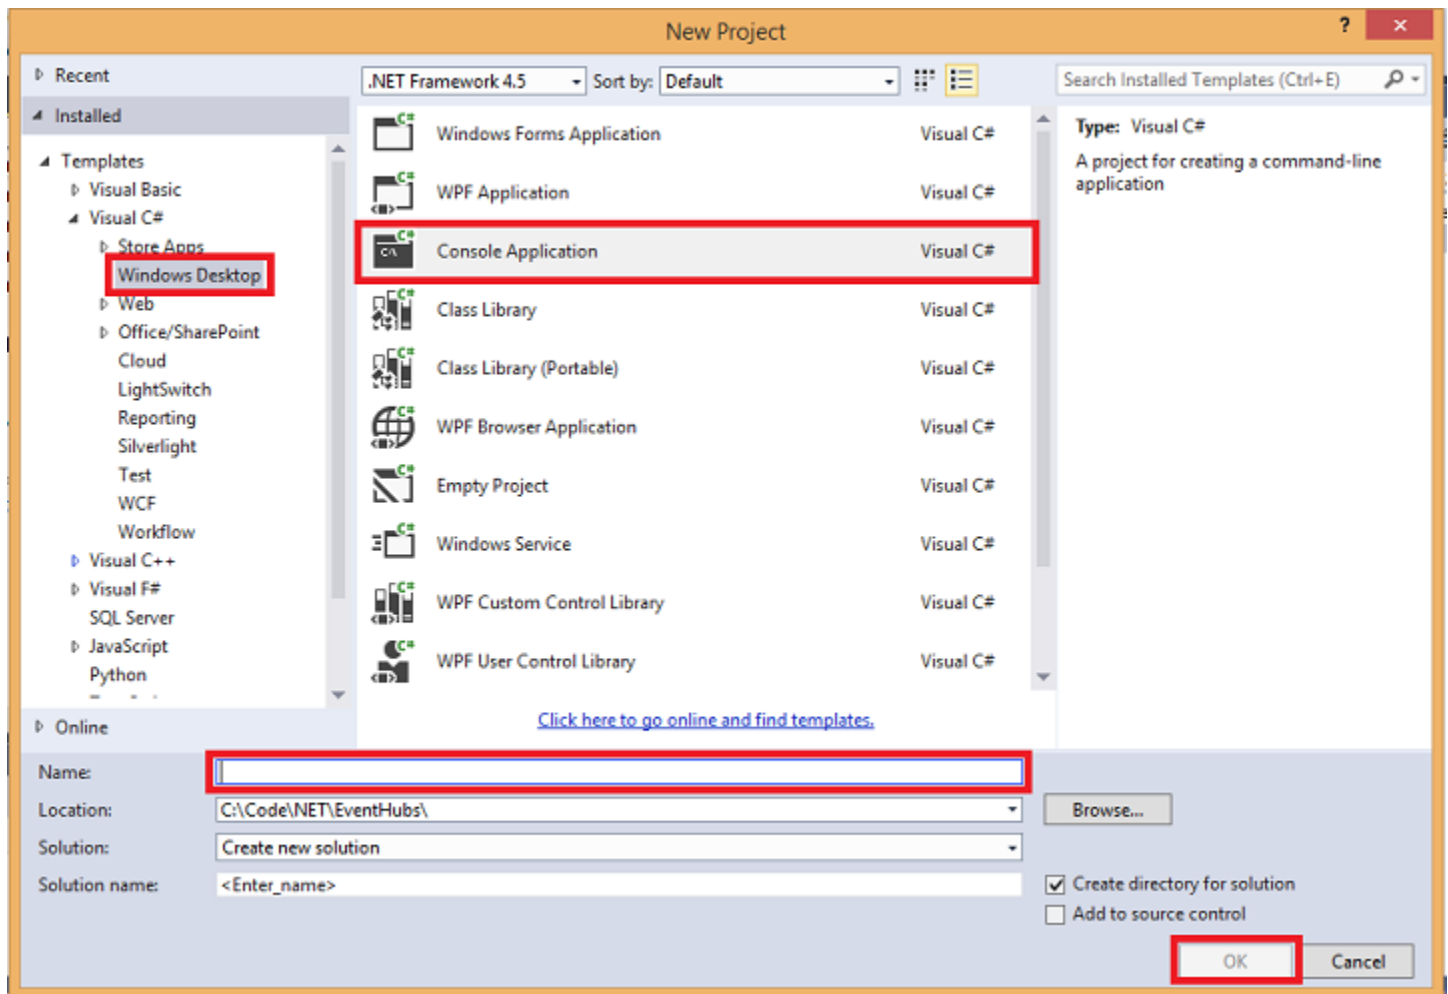 New Project
?
Recent
.NET Framework 4.5
Sort by:
Default
Search Installed Templates (Ctrl+E)
Installed
Templates
Visual Basic
Visual C#
Store Apps
Windows Desktop
Web
Office/SharePoint
Cloud
LightSwitch
Reporting
Silverlight
Test
WCF
Workflow
Visual C++
Visual F#
SQL Server
JavaScript
Python
Online
C# Windows Forms Application Visual C#
C# WPF Application Visual C#
C# C:\ Console Application Visual C#
C# Class Library Visual C#
C# Class Library (Portable) Visual C#
C# WPF Browser Application Visual C#
C# Empty Project Visual C#
C# Windows Service Visual C#
C# WPF Custom Control Library Visual C#
C# WPF User Control Library Visual C#
Click here to go online and find templates.
Type: Visual C#
A project for creating a command-line
application
Name:
Location: C:\Code\NET\EventHubs\ Browse...
Solution: Create new solution
Solution name: <Enter_name>
Create directory for solution
Add to source control
OK Cancel